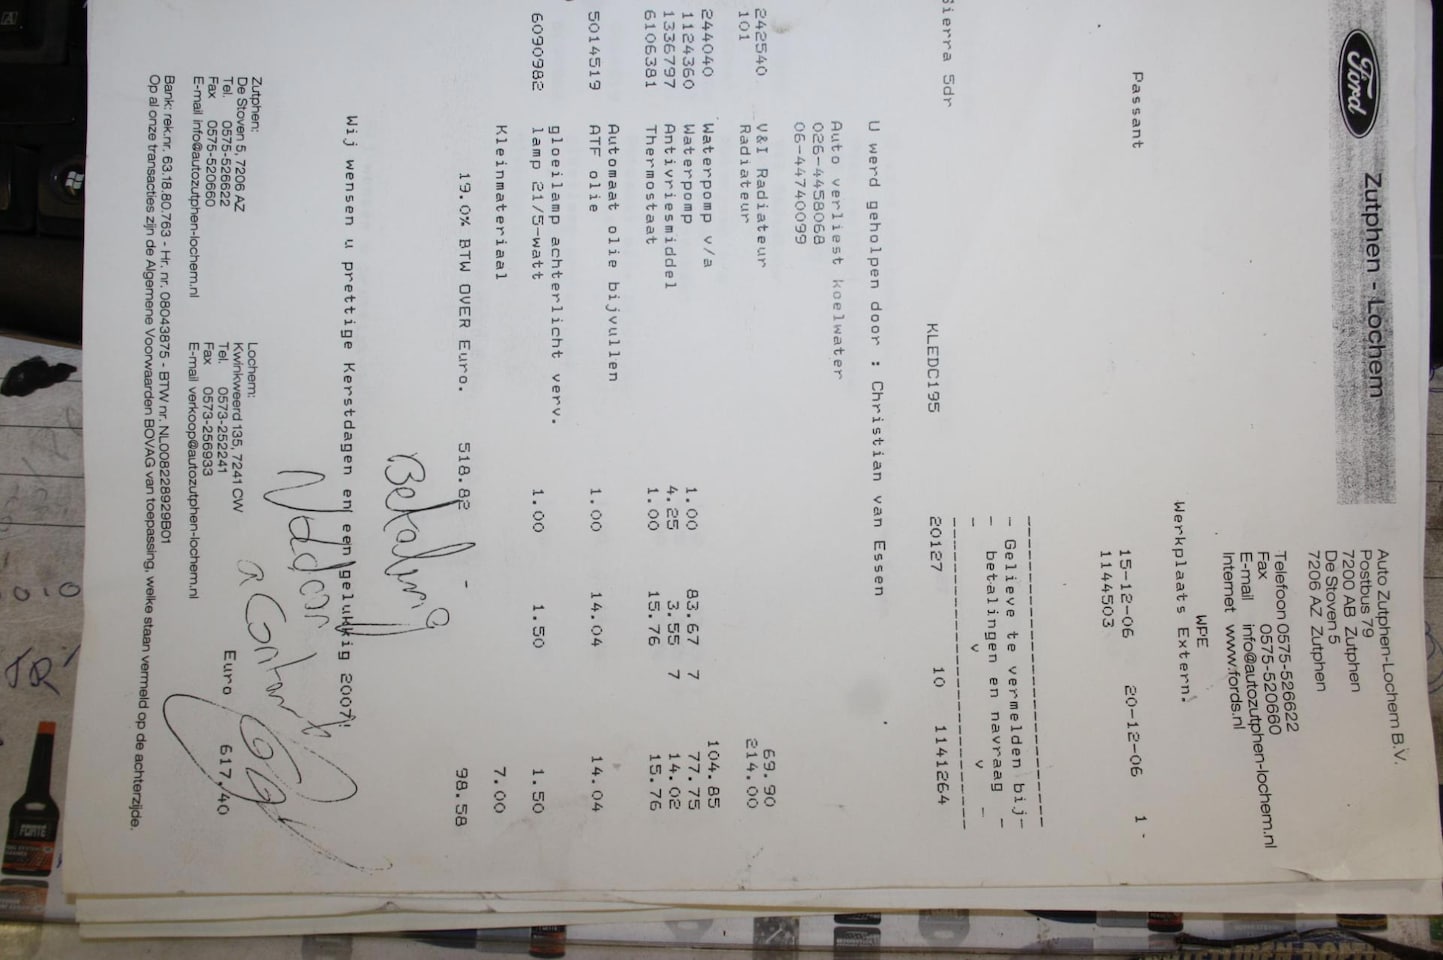 Ford
Zutphen - Lochem
Auto Zutphen-Lochem B.V.
Postbus 79
7200 AB Zutphen
De Stoven 5
7206 AZ Zutphen
Telefoon 0575-526622
Fax 0575-520660
E-mail info@autozutphen-lochem.nl
Internet www.fords.nl
WPE
Werkplaats Extern.
Passant
15-12-06 20-12-06 1
1144503
- Gelieve te vermelden bij-
- betalingen en navraag -
- v v -
Sierra 5dr KLEDC195 20127 10 1141264
U werd geholpen door : Christian van Essen
Auto verliest koelwater
026-4458068
06-44740099
242540 V&I Radiateur 69.90
101 Radiateur 214.00
244040 Waterpomp v/a 104.85
1124360 Waterpomp 1.00 83.67 7 77.75
1336797 Antivriesmiddel 4.25 3.55 7 14.02
6106381 Thermostaat 1.00 15.76 15.76
Automaat olie bijvullen
5014519 ATF olie 1.00 14.04 14.04
gloeilamp achterlicht verv.
6090982 lamp 21/5-watt 1.00 1.50 1.50
Kleinmateriaal 7.00
19.0% BTW OVER Euro. 518.82 - 98.58
Betaling
Wij wensen u prettige Kerstdagen en een gelukkig 2007!
Euro 617.40
Zutphen:
De Stoven 5, 7206 AZ
Tel. 0575-526622
Fax 0575-520660
E-mail info@autozutphen-lochem.nl
Lochem:
Kwinkweerd 135, 7241 CW
Tel. 0573-252241
Fax 0573-256933
E-mail verkoop@autozutphen-lochem.nl
Bank: rek.nr. 63.18.80.763 - Hr. nr. 08043875 - BTW nr. NL008228929B01
Op al onze transacties zijn de Algemene Voorwaarden BOVAG van toepassing, welke staan vermeld op de achterzijde.
FORTÉ